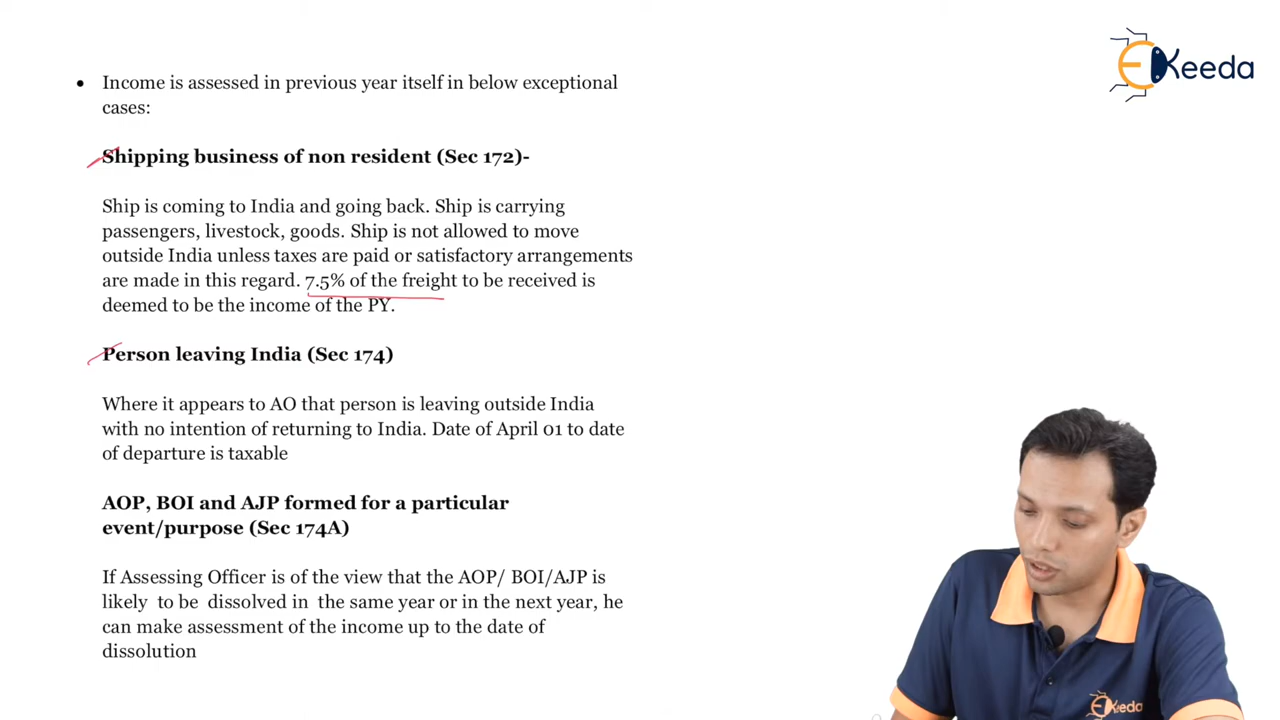 Ekeeda
• Income is assessed in previous year itself in below exceptional
cases:
Shipping business of non resident (Sec 172)-
Ship is coming to India and going back. Ship is carrying
passengers, livestock, goods. Ship is not allowed to move
outside India unless taxes are paid or satisfactory arrangements
are made in this regard. 7.5% of the freight to be received is
deemed to be the income of the PY.
Person leaving India (Sec 174)
Where it appears to AO that person is leaving outside India
with no intention of returning to India. Date of April 01 to date
of departure is taxable
AOP, BOI and AJP formed for a particular
event/purpose (Sec 174A)
If Assessing Officer is of the view that the AOP/ BOI/AJP is
likely to be dissolved in the same year or in the next year, he
can make assessment of the income up to the date of
dissolution
Ekeeda